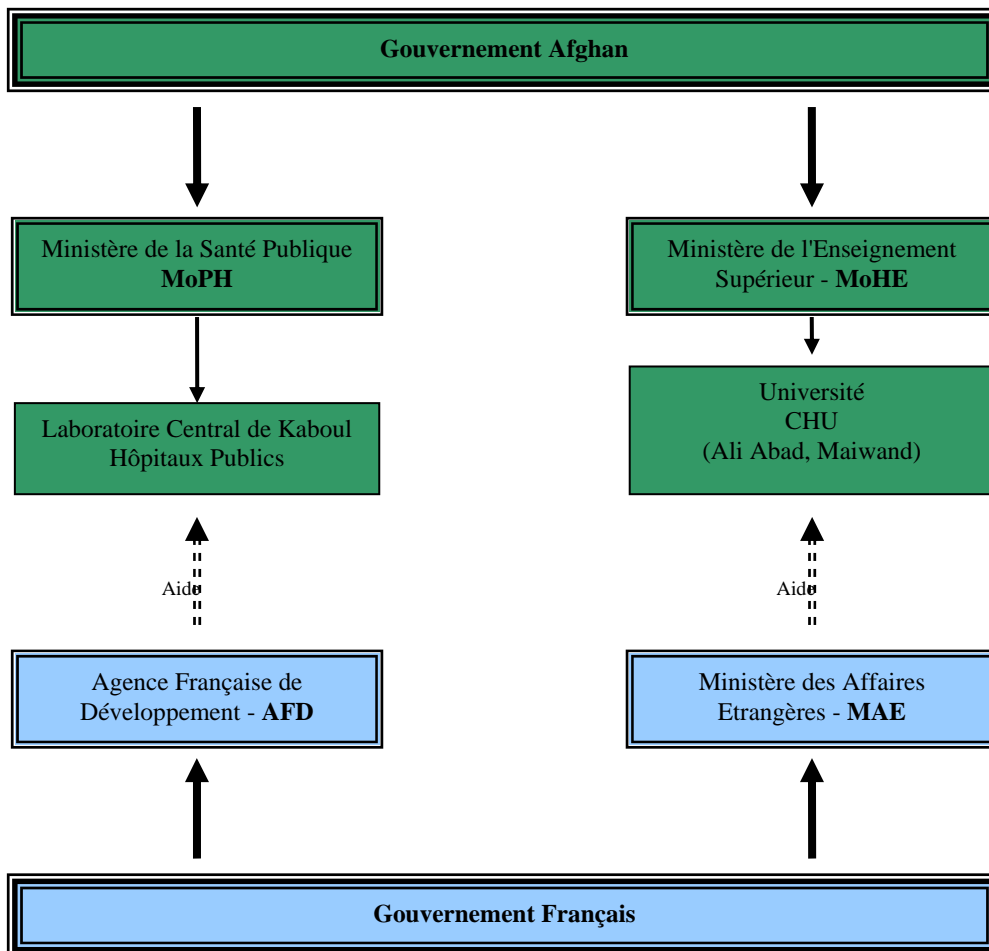 Gouvernement Afghan
Ministère de la Santé Publique
MoPH
Ministère de l'Enseignement
Supérieur - MoHE
Laboratoire Central de Kaboul
Hôpitaux Publics
Université
CHU
(Ali Abad, Maiwand)
Aide
Aide
Agence Française de
Développement - AFD
Ministère des Affaires
Etrangères - MAE
Gouvernement Français